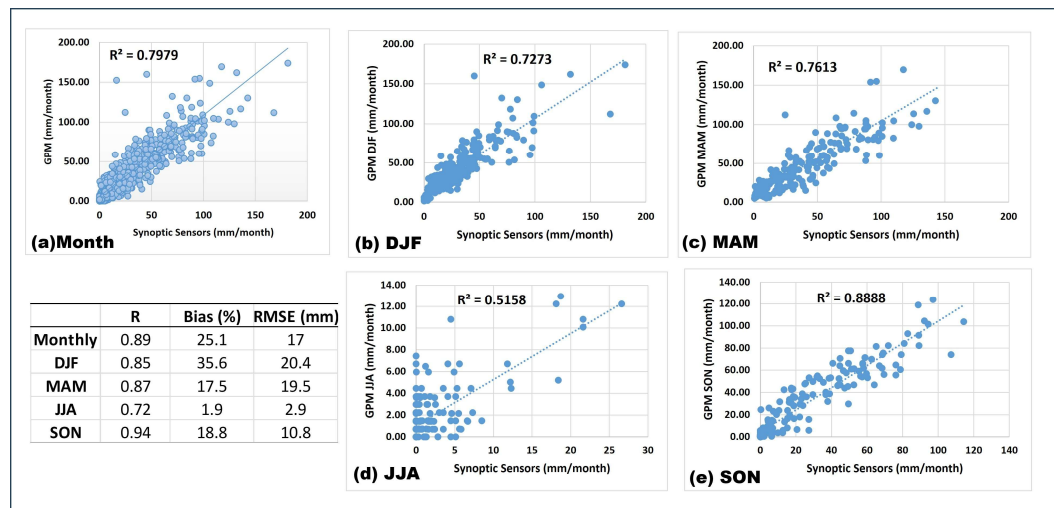 R² = 0.7979
GPM (mm/month)
200.00
150.00
100.00
50.00
0.00
0 50 100 150 200
Synoptic Sensors (mm/month)
(a)Month
R² = 0.7273
GPM DJF (mm/month)
200.00
150.00
100.00
50.00
0.00
0 50 100 150 200
Synoptic Sensors (mm/month)
(b) DJF
R² = 0.7613
GPM MAM (mm/month)
200.00
150.00
100.00
50.00
0.00
0 50 100 150 200
Synoptic Sensors (mm/month)
(c) MAM
R Bias (%) RMSE (mm)
Monthly 0.89 25.1 17
DJF 0.85 35.6 20.4
MAM 0.87 17.5 19.5
JJA 0.72 1.9 2.9
SON 0.94 18.8 10.8
R² = 0.5158
GPM JJA (mm/month)
14.00
12.00
10.00
8.00
6.00
4.00
2.00
0.00
0 5 10 15 20 25 30
Synoptic Sensors (mm/month)
(d) JJA
R² = 0.8888
GPM SON (mm/month)
140.00
120.00
100.00
80.00
60.00
40.00
20.00
0.00
0 20 40 60 80 100 120 140
Synoptic Sensors (mm/month)
(e) SON